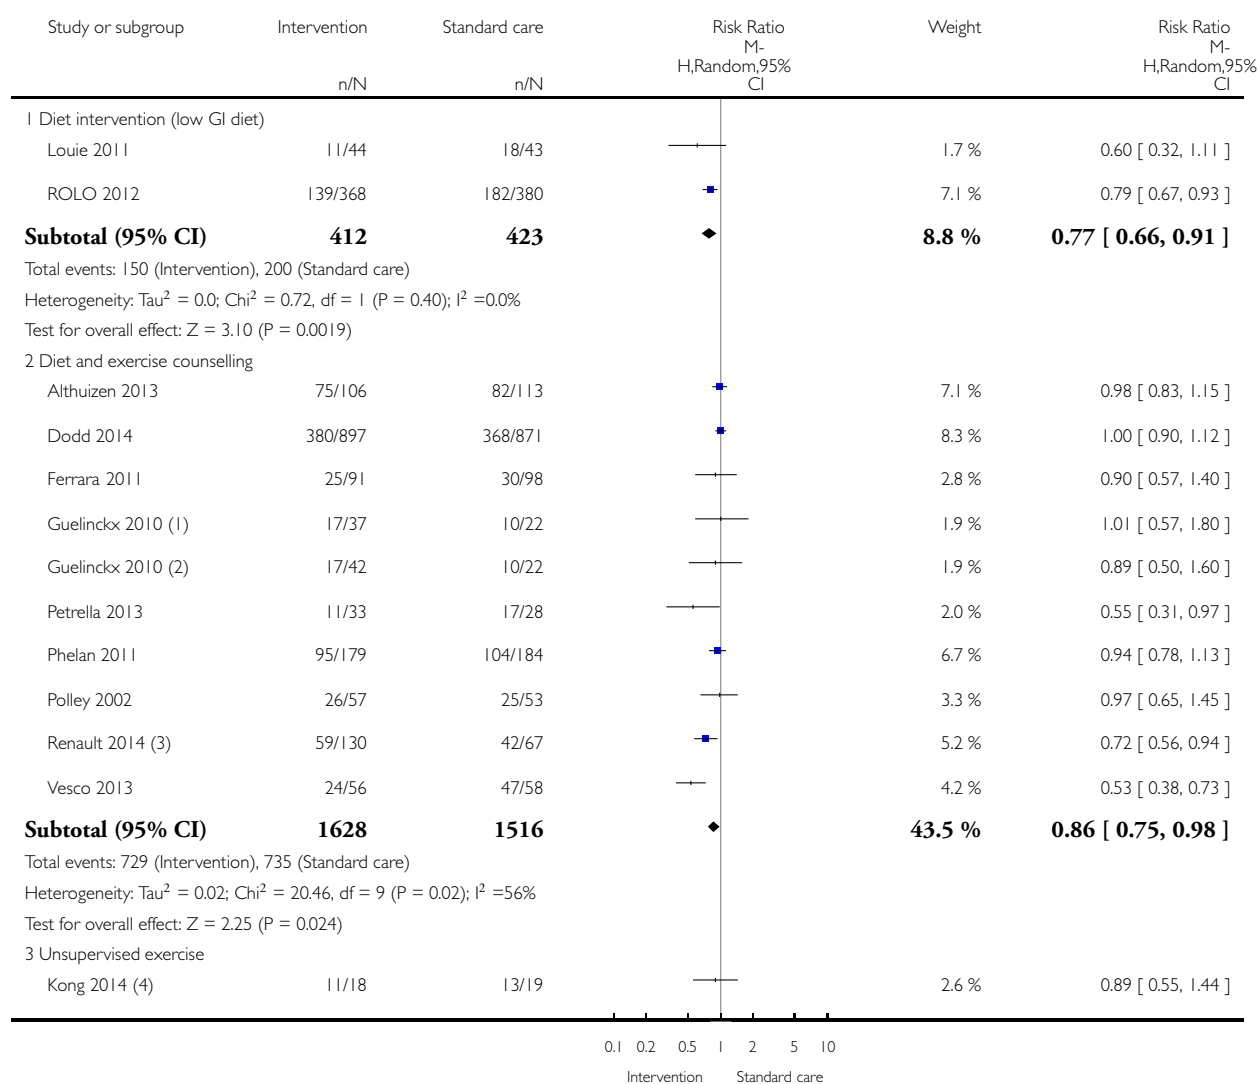 Study or subgroup Intervention Standard care Risk Ratio Weight Risk Ratio
M-H,Random,95% CI M-H,Random,95% CI
n/N n/N
1 Diet intervention (low GI diet)
Louie 2011 11/44 18/43 1.7 % 0.60 [ 0.32, 1.11 ]
ROLO 2012 139/368 182/380 7.1 % 0.79 [ 0.67, 0.93 ]
Subtotal (95% CI) 412 423 8.8 % 0.77 [ 0.66, 0.91 ]
Total events: 150 (Intervention), 200 (Standard care)
Heterogeneity: Tau² = 0.0; Chi² = 0.72, df = 1 (P = 0.40); I² =0.0%
Test for overall effect: Z = 3.10 (P = 0.0019)
2 Diet and exercise counselling
Althuizen 2013 75/106 82/113 7.1 % 0.98 [ 0.83, 1.15 ]
Dodd 2014 380/897 368/871 8.3 % 1.00 [ 0.90, 1.12 ]
Ferrara 2011 25/91 30/98 2.8 % 0.90 [ 0.57, 1.40 ]
Guelinckx 2010 (1) 17/37 10/22 1.9 % 1.01 [ 0.57, 1.80 ]
Guelinckx 2010 (2) 17/42 10/22 1.9 % 0.89 [ 0.50, 1.60 ]
Petrella 2013 11/33 17/28 2.0 % 0.55 [ 0.31, 0.97 ]
Phelan 2011 95/179 104/184 6.7 % 0.94 [ 0.78, 1.13 ]
Polley 2002 26/57 25/53 3.3 % 0.97 [ 0.65, 1.45 ]
Renault 2014 (3) 59/130 42/67 5.2 % 0.72 [ 0.56, 0.94 ]
Vesco 2013 24/56 47/58 4.2 % 0.53 [ 0.38, 0.73 ]
Subtotal (95% CI) 1628 1516 43.5 % 0.86 [ 0.75, 0.98 ]
Total events: 729 (Intervention), 735 (Standard care)
Heterogeneity: Tau² = 0.02; Chi² = 20.46, df = 9 (P = 0.02); I² =56%
Test for overall effect: Z = 2.25 (P = 0.024)
3 Unsupervised exercise
Kong 2014 (4) 11/18 13/19 2.6 % 0.89 [ 0.55, 1.44 ]
0.1 0.2 0.5 1 2 5 10
Intervention Standard care